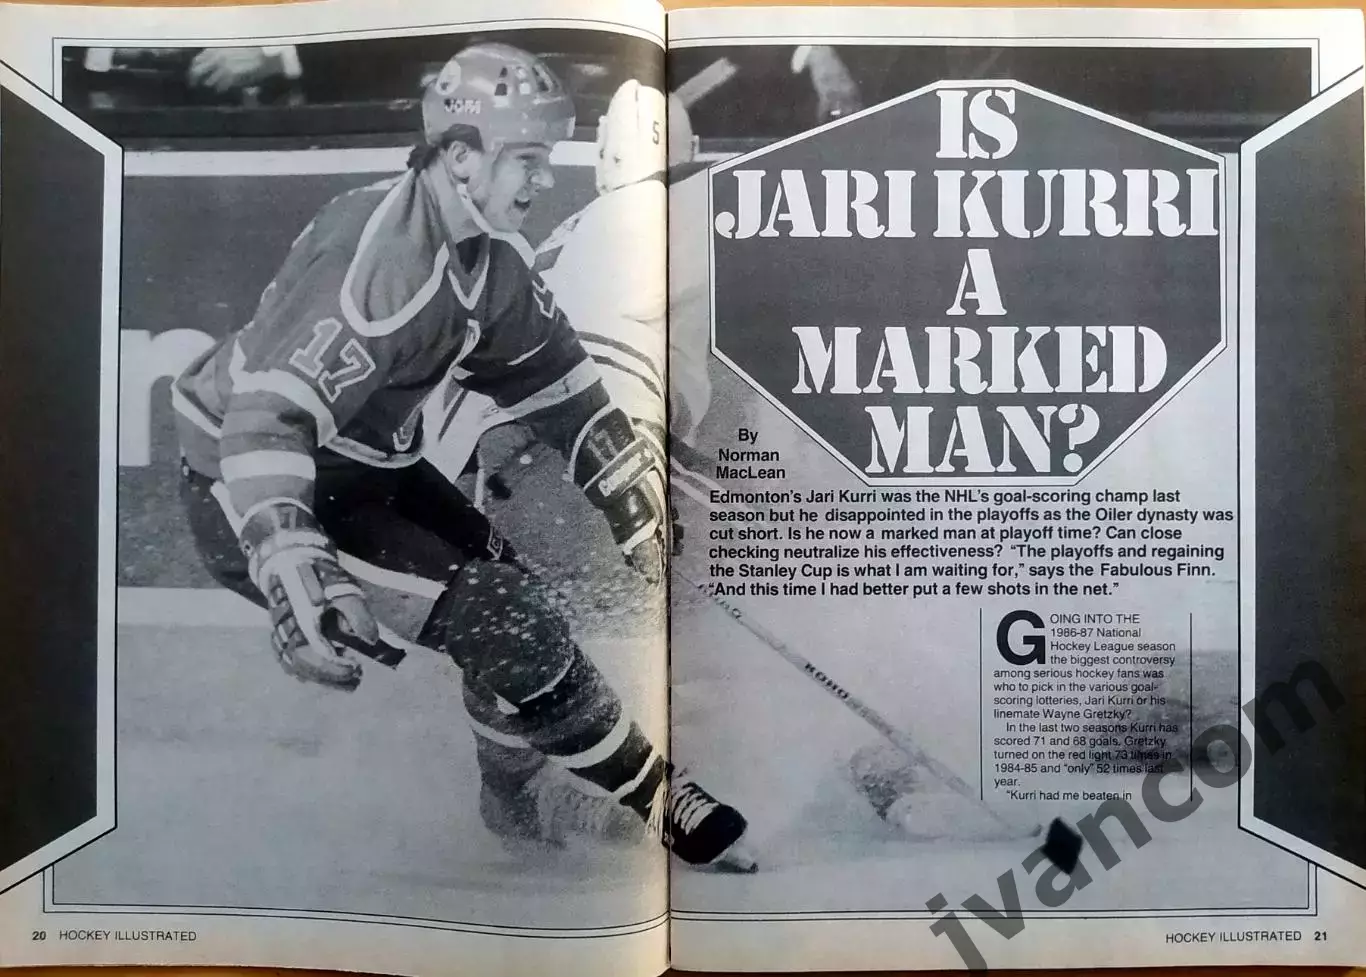 JOFA
5
17
17
17
KOHO
IS
JARI KURRI
A
MARKED
MAN?
By
Norman
MacLean
Edmonton's Jari Kurri was the NHL's goal-scoring champ last
season but he disappointed in the playoffs as the Oiler dynasty was
cut short. Is he now a marked man at playoff time? Can close
checking neutralize his effectiveness? "The playoffs and regaining
the Stanley Cup is what I am waiting for," says the Fabulous Finn.
"And this time I had better put a few shots in the net."
GOING INTO THE
1986-87 National
Hockey League season
the biggest controversy
among serious hockey fans was
who to pick in the various goal-
scoring lotteries, Jari Kurri or his
linemate Wayne Gretzky?
In the last two seasons Kurri has
scored 71 and 68 goals. Gretzky
turned on the red light 73 times in
1984-85 and "only" 52 times last
year.
"Kurri had me beaten in
20 HOCKEY ILLUSTRATED
HOCKEY ILLUSTRATED 21
jvancom